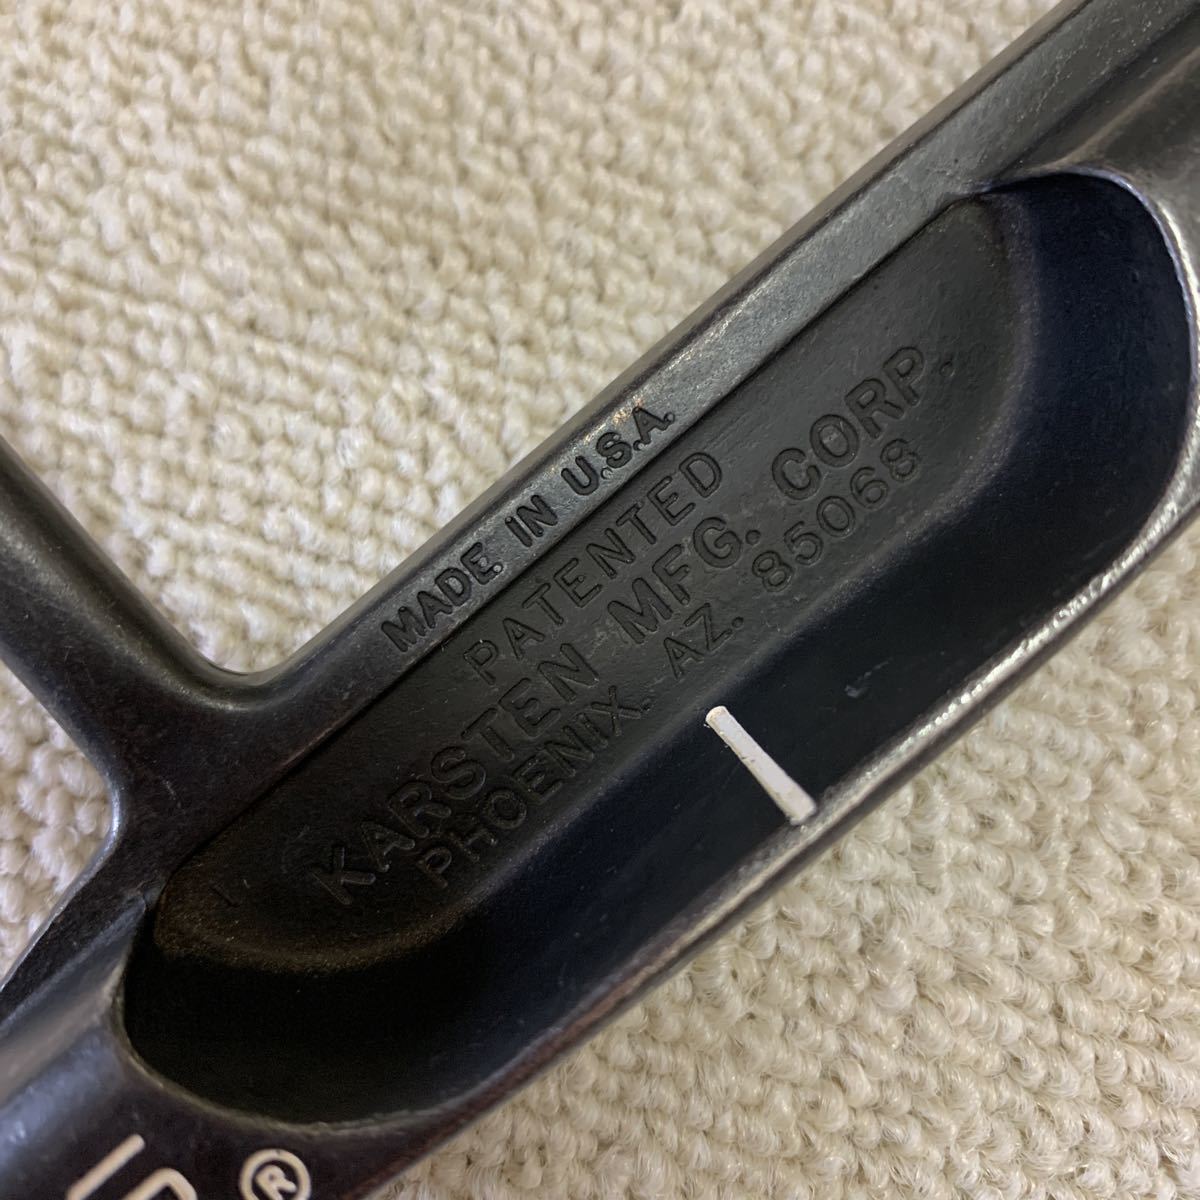 MADE IN U.S.A.
PATENTED
KARSTEN MFG. CORP.
PHOENIX. AZ. 85068
®